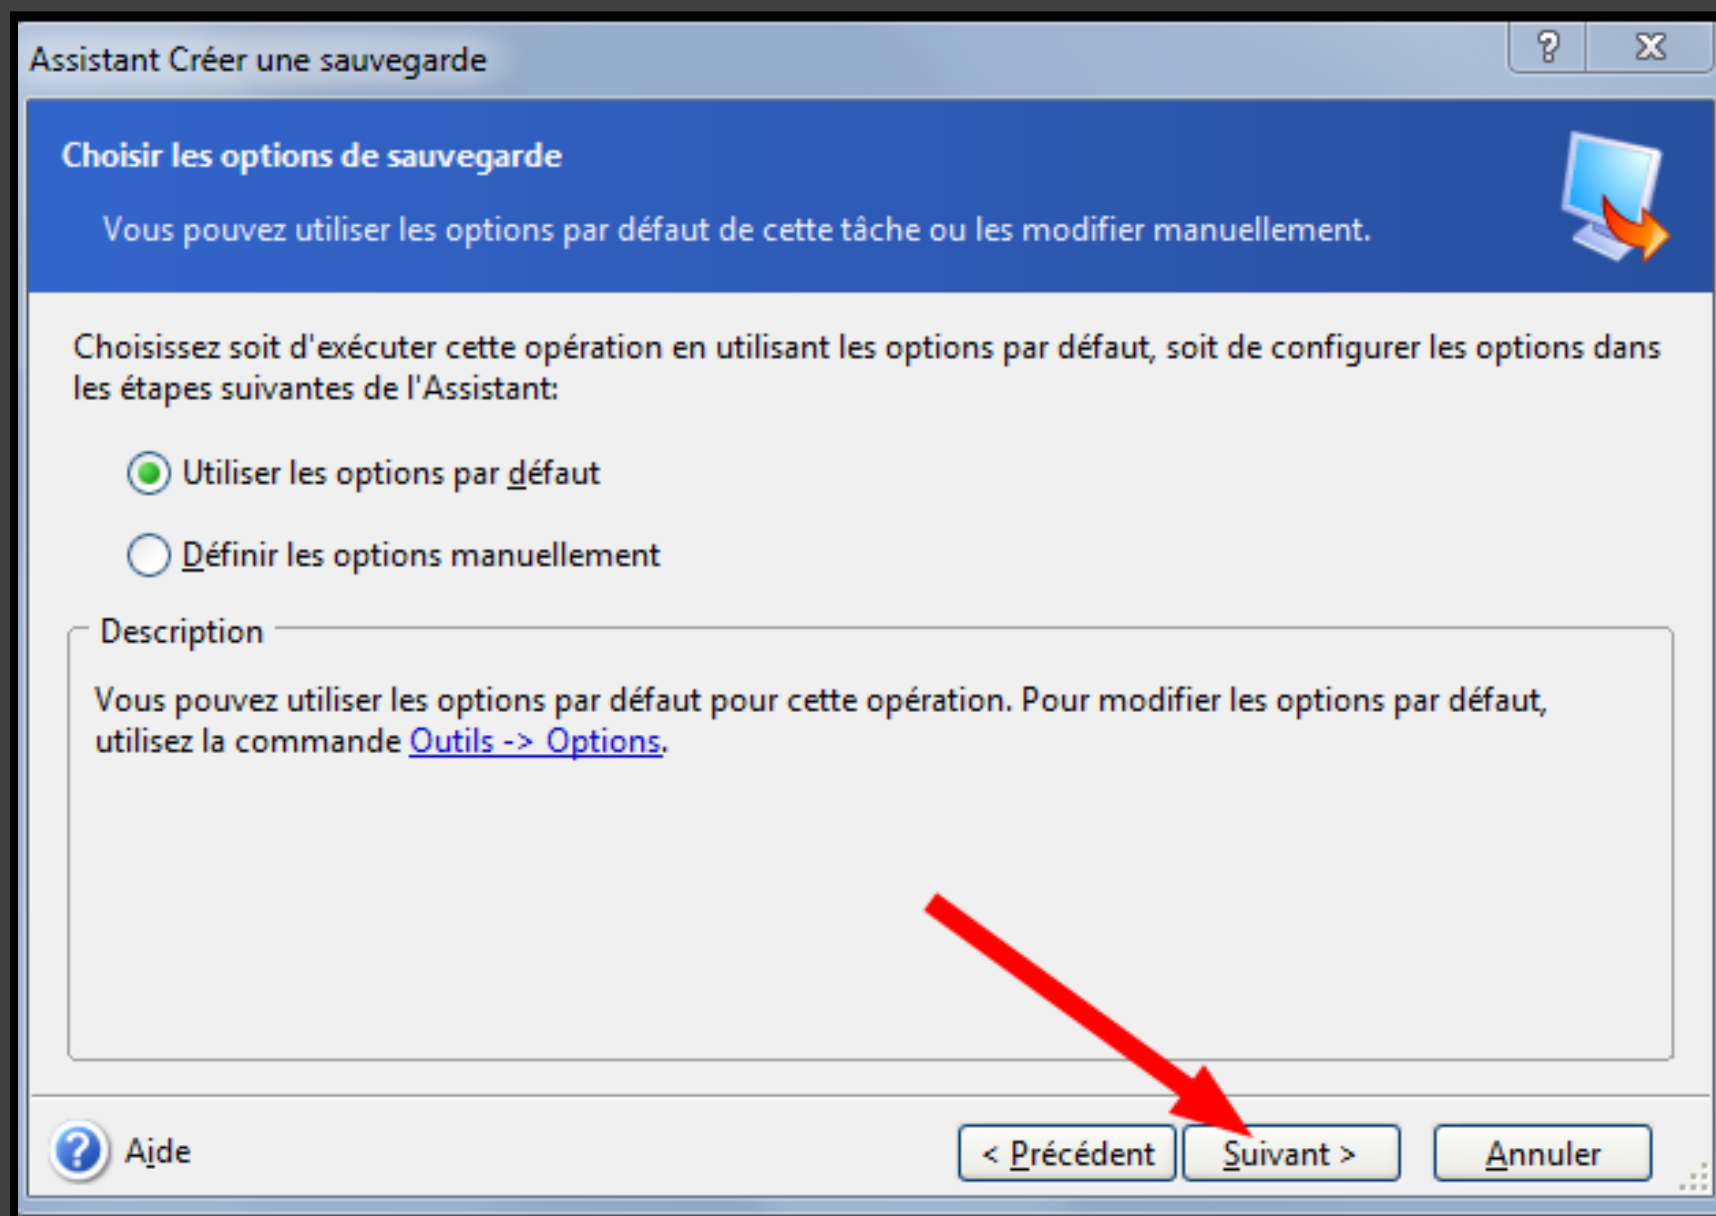 Assistant Créer une sauvegarde
Choisir les options de sauvegarde
Vous pouvez utiliser les options par défaut de cette tâche ou les modifier manuellement.
Choisissez soit d'exécuter cette opération en utilisant les options par défaut, soit de configurer les options dans
les étapes suivantes de l'Assistant:
Utiliser les options par défaut
Définir les options manuellement
Description
Vous pouvez utiliser les options par défaut pour cette opération. Pour modifier les options par défaut,
utilisez la commande Outils -> Options.
Aide
< Précédent
Suivant >
Annuler